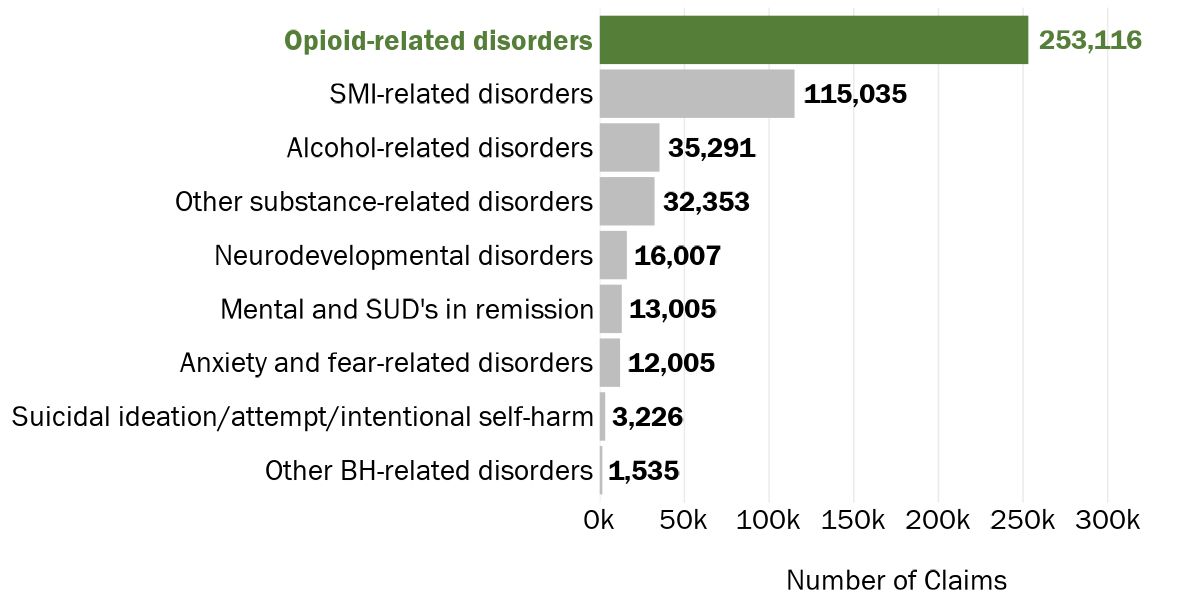 Opioid-related disorders 253,116
SMI-related disorders 115,035
Alcohol-related disorders 35,291
Other substance-related disorders 32,353
Neurodevelopmental disorders 16,007
Mental and SUD's in remission 13,005
Anxiety and fear-related disorders 12,005
Suicidal ideation/attempt/intentional self-harm 3,226
Other BH-related disorders 1,535
0k 50k 100k 150k 200k 250k 300k
Number of Claims